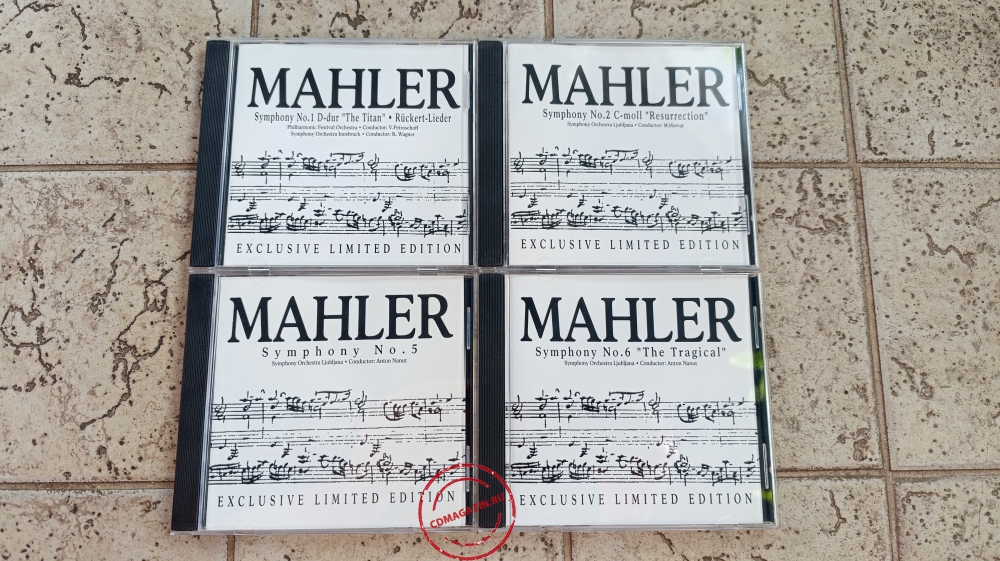 MAHLER
Symphony No.1 D-dur "The Titan" • Rückert-Lieder
Philharmonic Festival Orchestra • Conductor: V.Petroschoff
Symphony Orchestra Innsbruck • Conductor: R. Wagner
EXCLUSIVE LIMITED EDITION
MAHLER
Symphony No.2 C-moll "Resurrection"
Symphony Orchestra Ljubljana • Conductor: M.Horvat
EXCLUSIVE LIMITED EDITION
MAHLER
Symphony No.5
Symphony Orchestra Ljubljana • Conductor: Anton Nanut
EXCLUSIVE LIMITED EDITION
MAHLER
Symphony No.6 "The Tragical"
Symphony Orchestra Ljubljana • Conductor: Anton Nanut
EXCLUSIVE LIMITED EDITION
CDMAGAZIN.RU